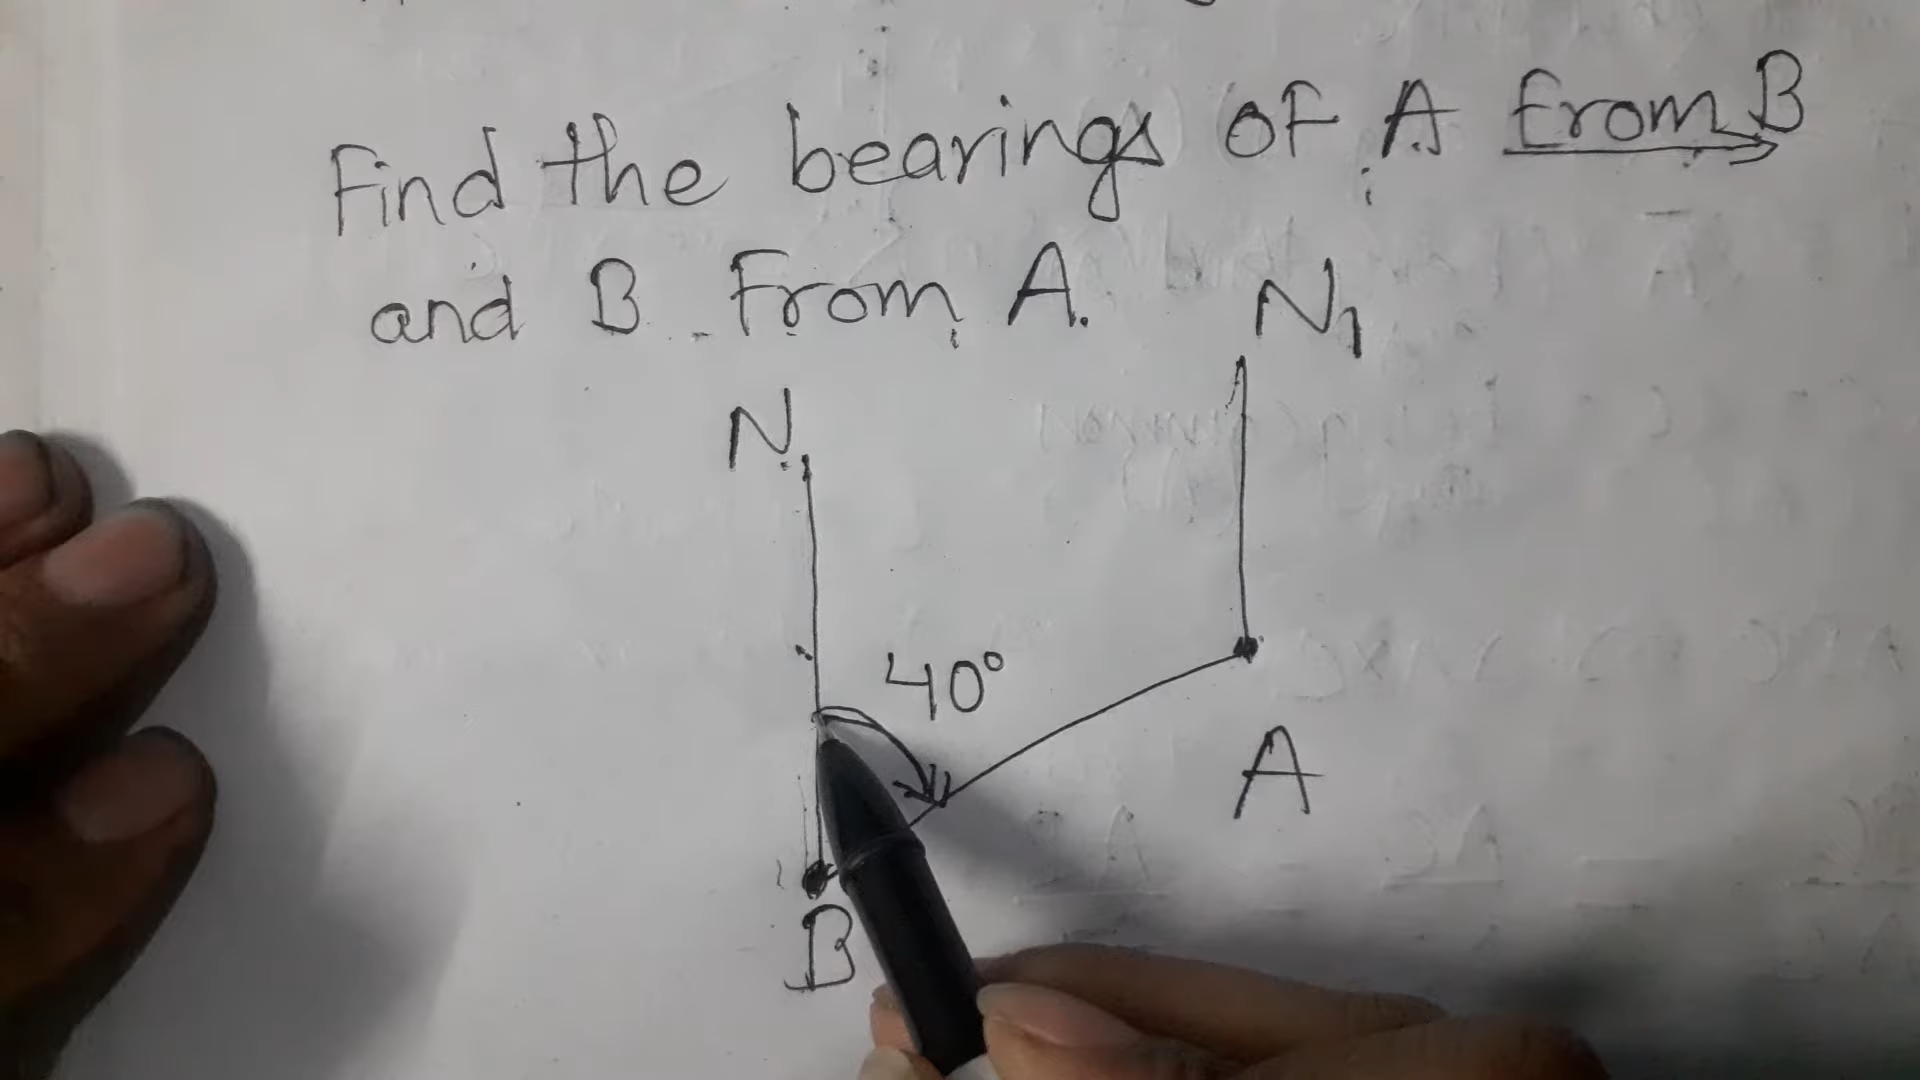 Find the bearings OF A from B
and B From A.
N1
N
40°
A
B